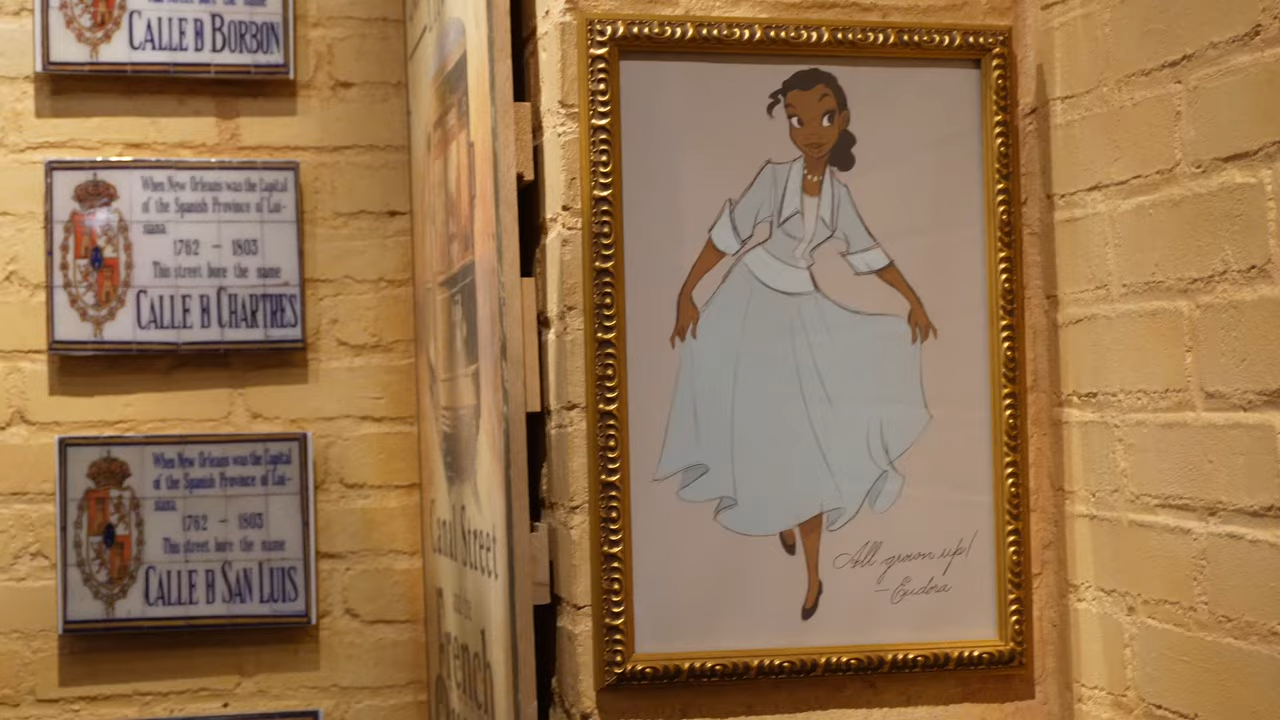 CALLE D BORBON
When New Orleans was the Capital
of the Spanish Province of Loui-
siana
1762 - 1803
This street bore the name
CALLE D CHARTRES
When New Orleans was the Capital
of the Spanish Province of Loui-
siana
1762 - 1803
This street bore the name
CALLE D SAN LUIS
Canal Street
French
All grown up!
- Eudora